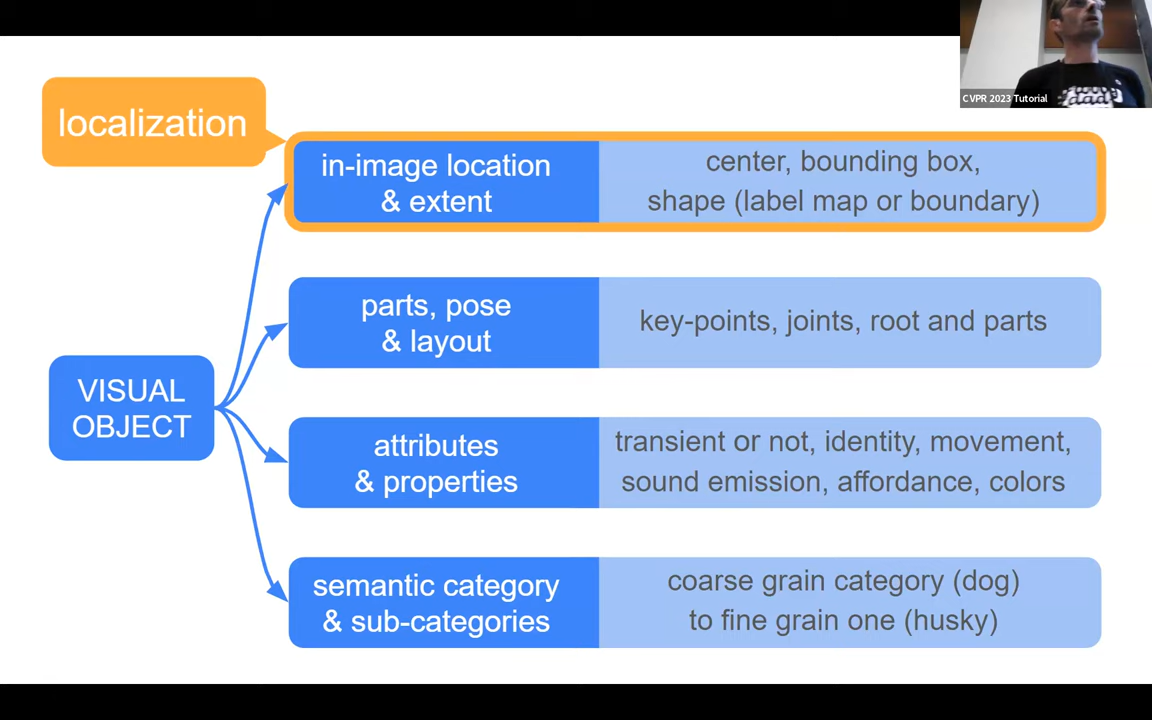 CVPR 2023 Tutorial
dad
localization
in-image location
& extent
center, bounding box,
shape (label map or boundary)
parts, pose
& layout
key-points, joints, root and parts
VISUAL
OBJECT
attributes
& properties
transient or not, identity, movement,
sound emission, affordance, colors
semantic category
& sub-categories
coarse grain category (dog)
to fine grain one (husky)